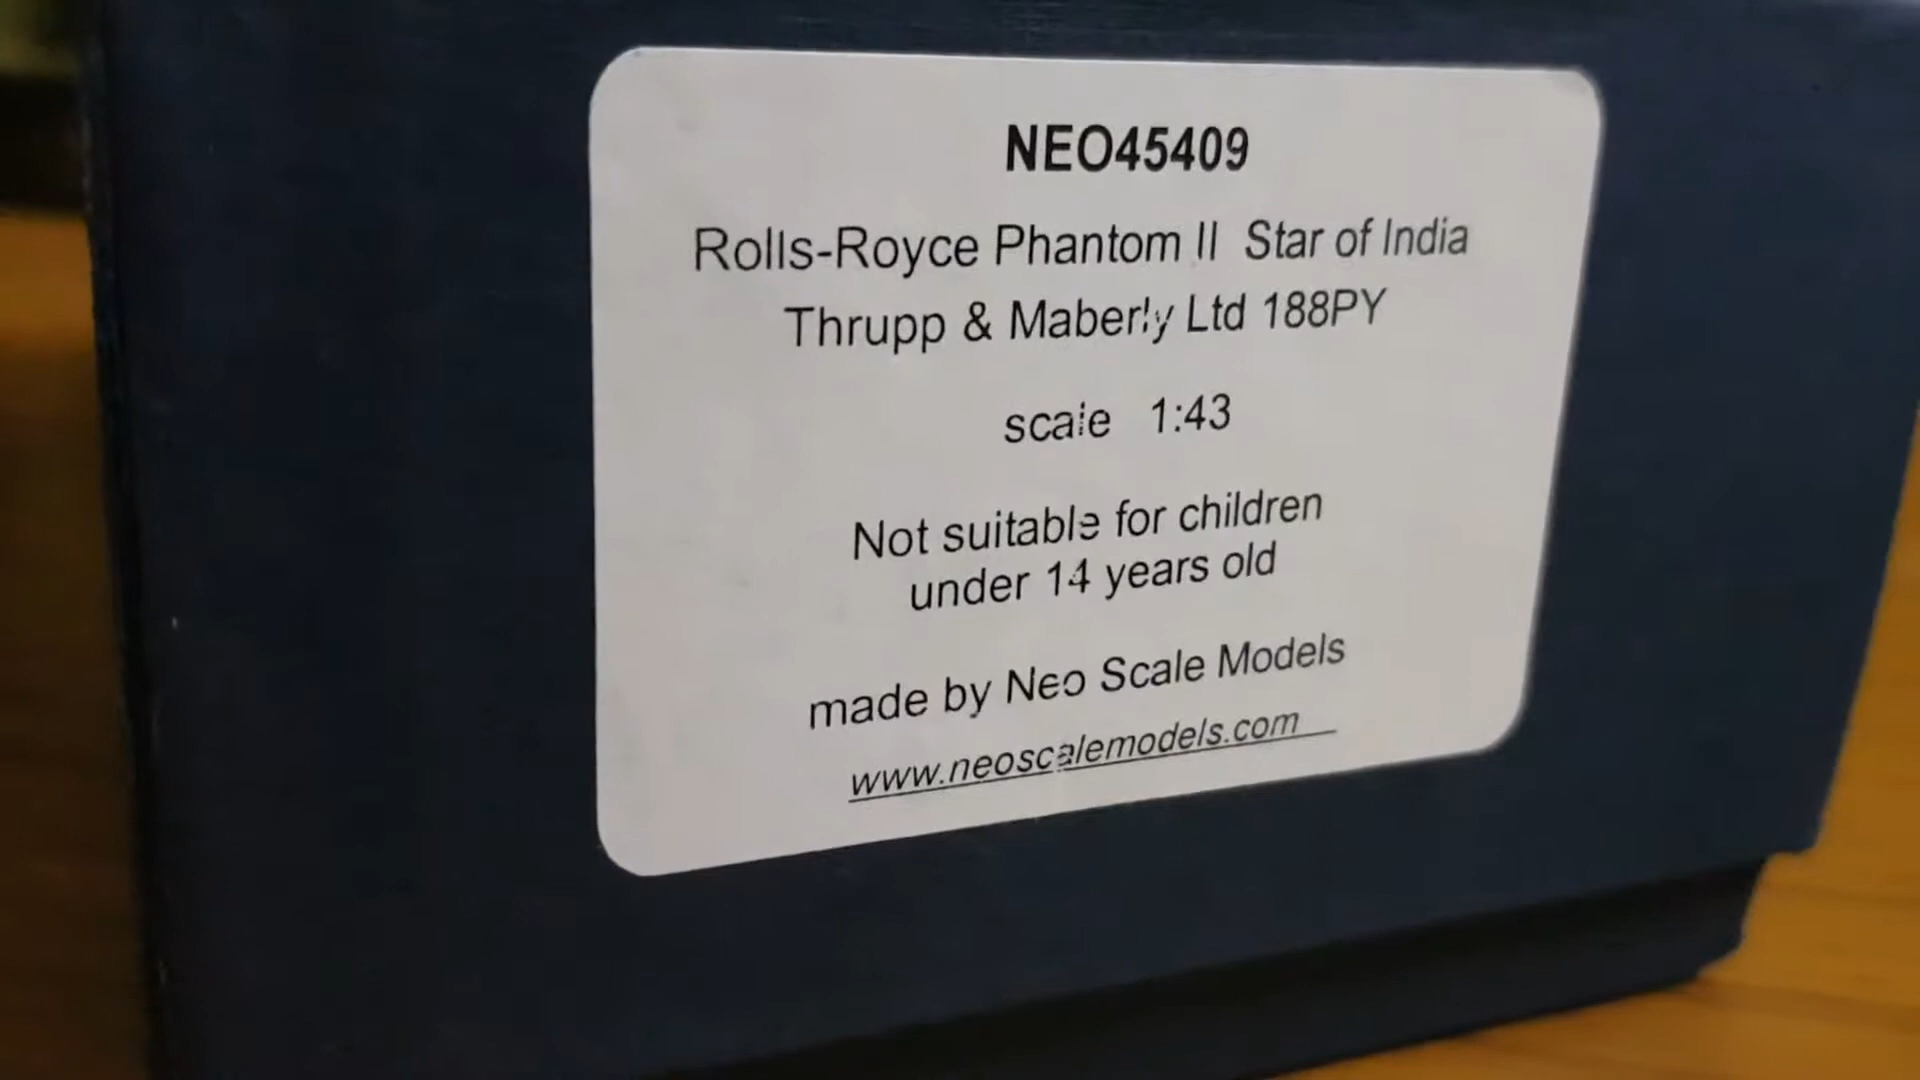 NEO45409
Rolls-Royce Phantom II Star of India
Thrupp & Maberly Ltd 188PY
scale 1:43
Not suitable for children
under 14 years old
made by Neo Scale Models
www.neoscalemodels.com